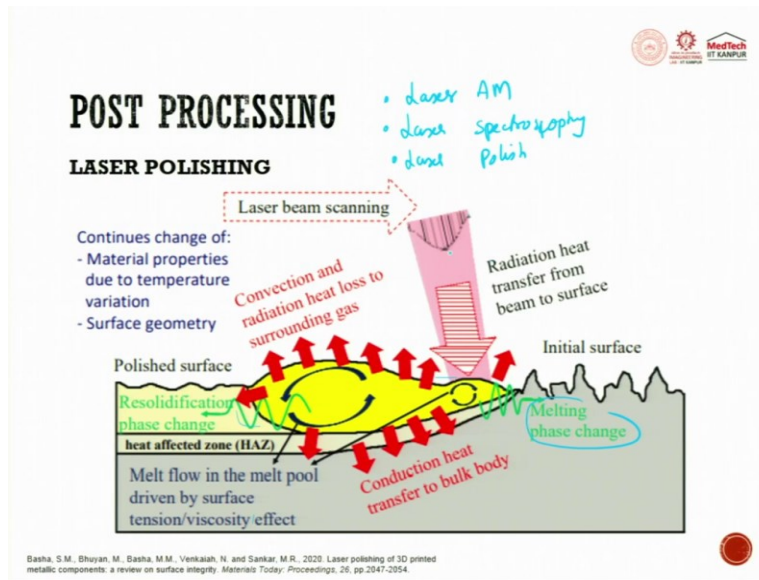 MedTech
IIT KANPUR
POST PROCESSING
• Laser AM
• Laser Spectroscophy
• Laser Polish
LASER POLISHING
Laser beam scanning
Continues change of:
- Material properties
due to temperature
variation
- Surface geometry
Convection and
radiation heat loss to
surrounding gas
Radiation heat
transfer from
beam to surface
Polished surface
Initial surface
Resolidification
phase change
Melting
phase change
heat affected zone (HAZ)
Melt flow in the melt pool
driven by surface
tension/viscosity effect
Conduction heat
transfer to bulk body
Basha, S.M., Bhuyan, M., Basha, M.M., Venkaiah, N. and Sankar, M.R., 2020. Laser polishing of 3D printed
metallic components: a review on surface integrity. Materials Today: Proceedings, 26, pp.2047-2054.